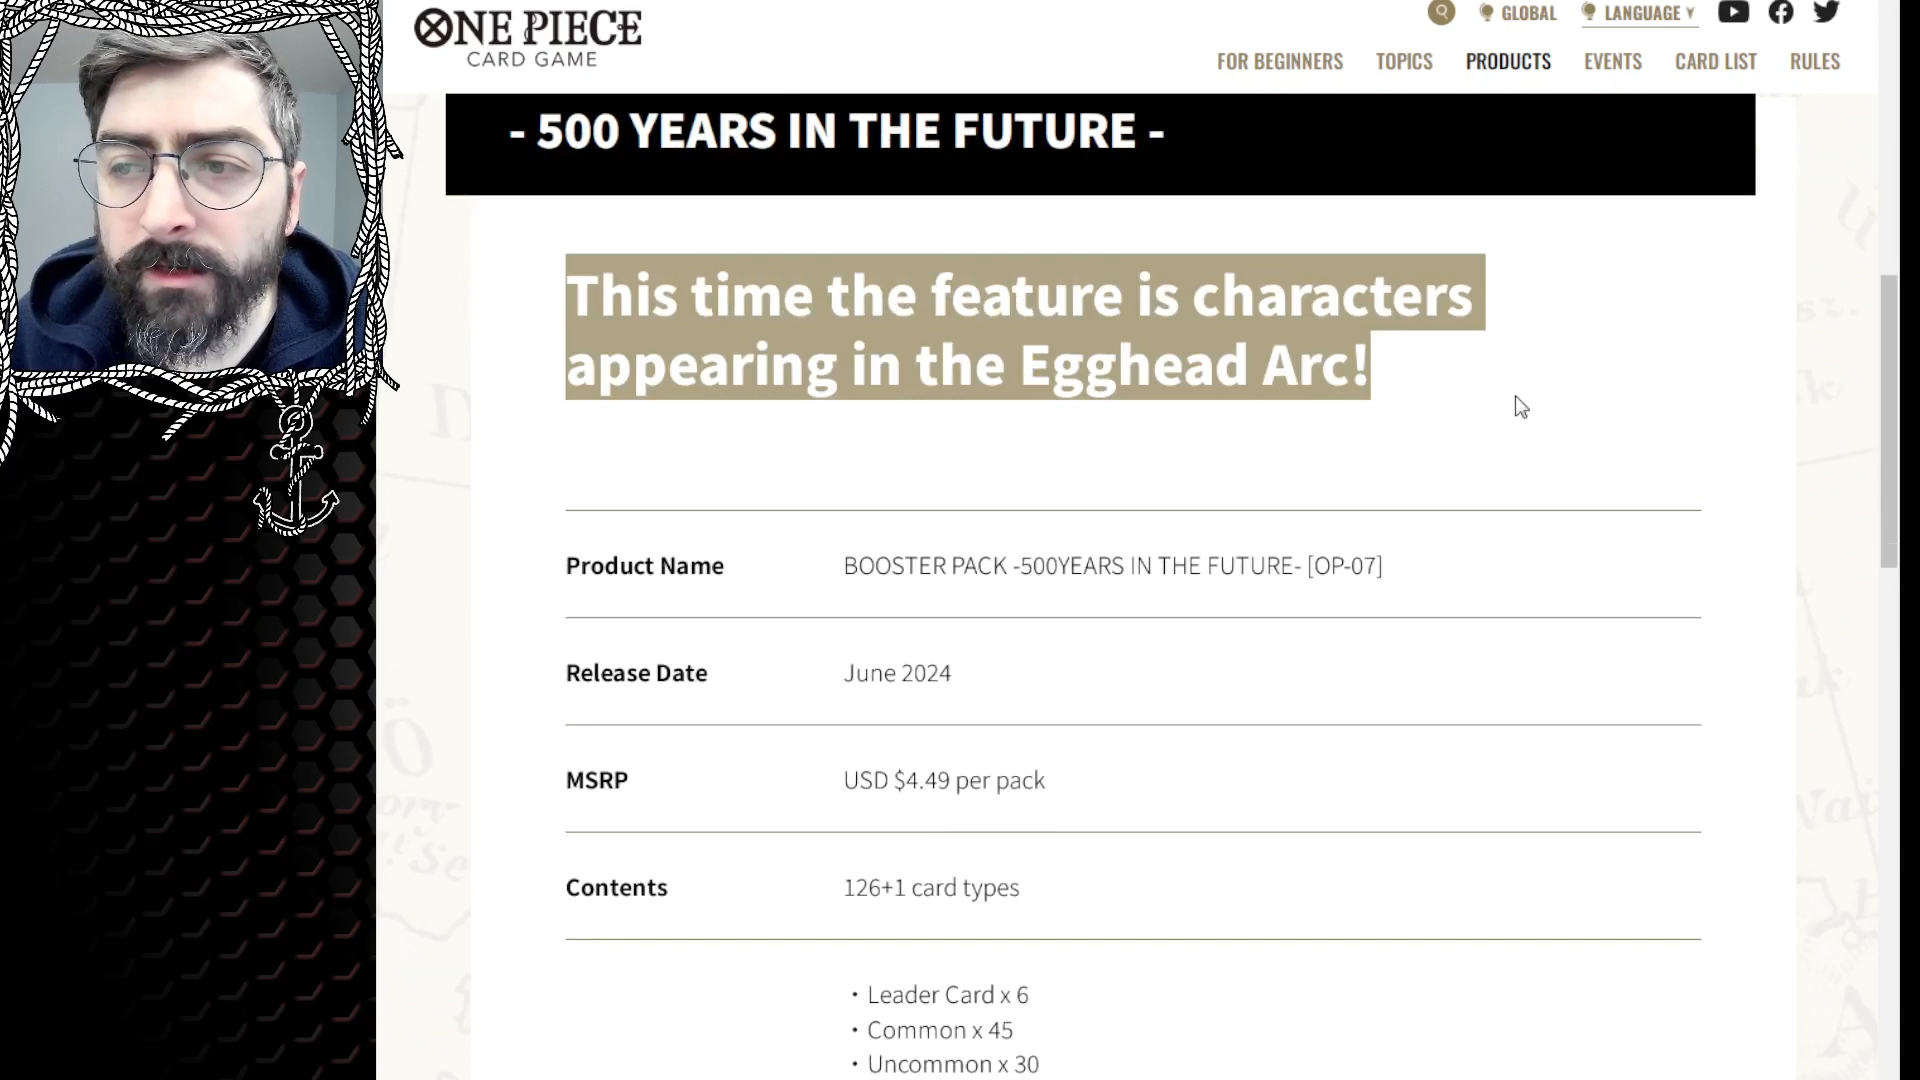 ONE PIECE
CARD GAME
GLOBAL
LANGUAGE
FOR BEGINNERS
TOPICS
PRODUCTS
EVENTS
CARD LIST
RULES
- 500 YEARS IN THE FUTURE -
This time the feature is characters
appearing in the Egghead Arc!
Product Name
BOOSTER PACK -500YEARS IN THE FUTURE- [OP-07]
Release Date
June 2024
MSRP
USD $4.49 per pack
Contents
126+1 card types
・Leader Card x 6
・Common x 45
・Uncommon x 30